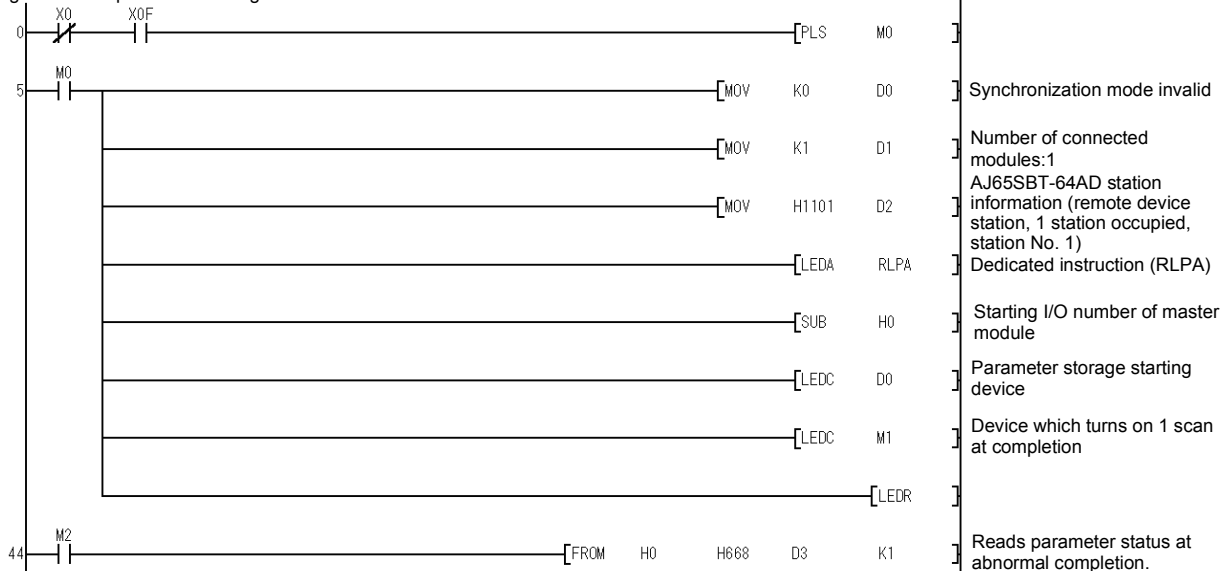 X0 X0F
0 PLS M0
M0
5 MOV K0 D0 Synchronization mode invalid
MOV K1 D1 Number of connected
modules:1
MOV H1101 D2 AJ65SBT-64AD station
information (remote device
station, 1 station occupied,
station No. 1)
LEDA RLPA Dedicated instruction (RLPA)
SUB H0 Starting I/O number of master
module
LEDC D0 Parameter storage starting
device
LEDC M1 Device which turns on 1 scan
at completion
LEDR
M2
44 FROM H0 H668 D3 K1 Reads parameter status at
abnormal completion.